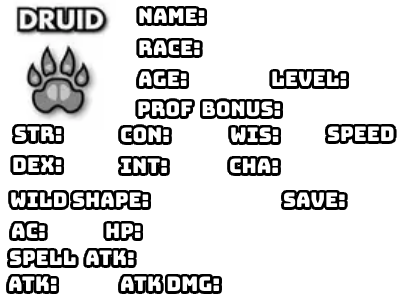 DRUID
NAME:
RACE:
AGE: LEVEL:
PROF BONUS:
STR: CON: WIS: SPEED
DEX: INT: CHA:
WILD SHAPE: SAVE:
AC: HP:
SPELL ATK:
ATK: ATK DMG: